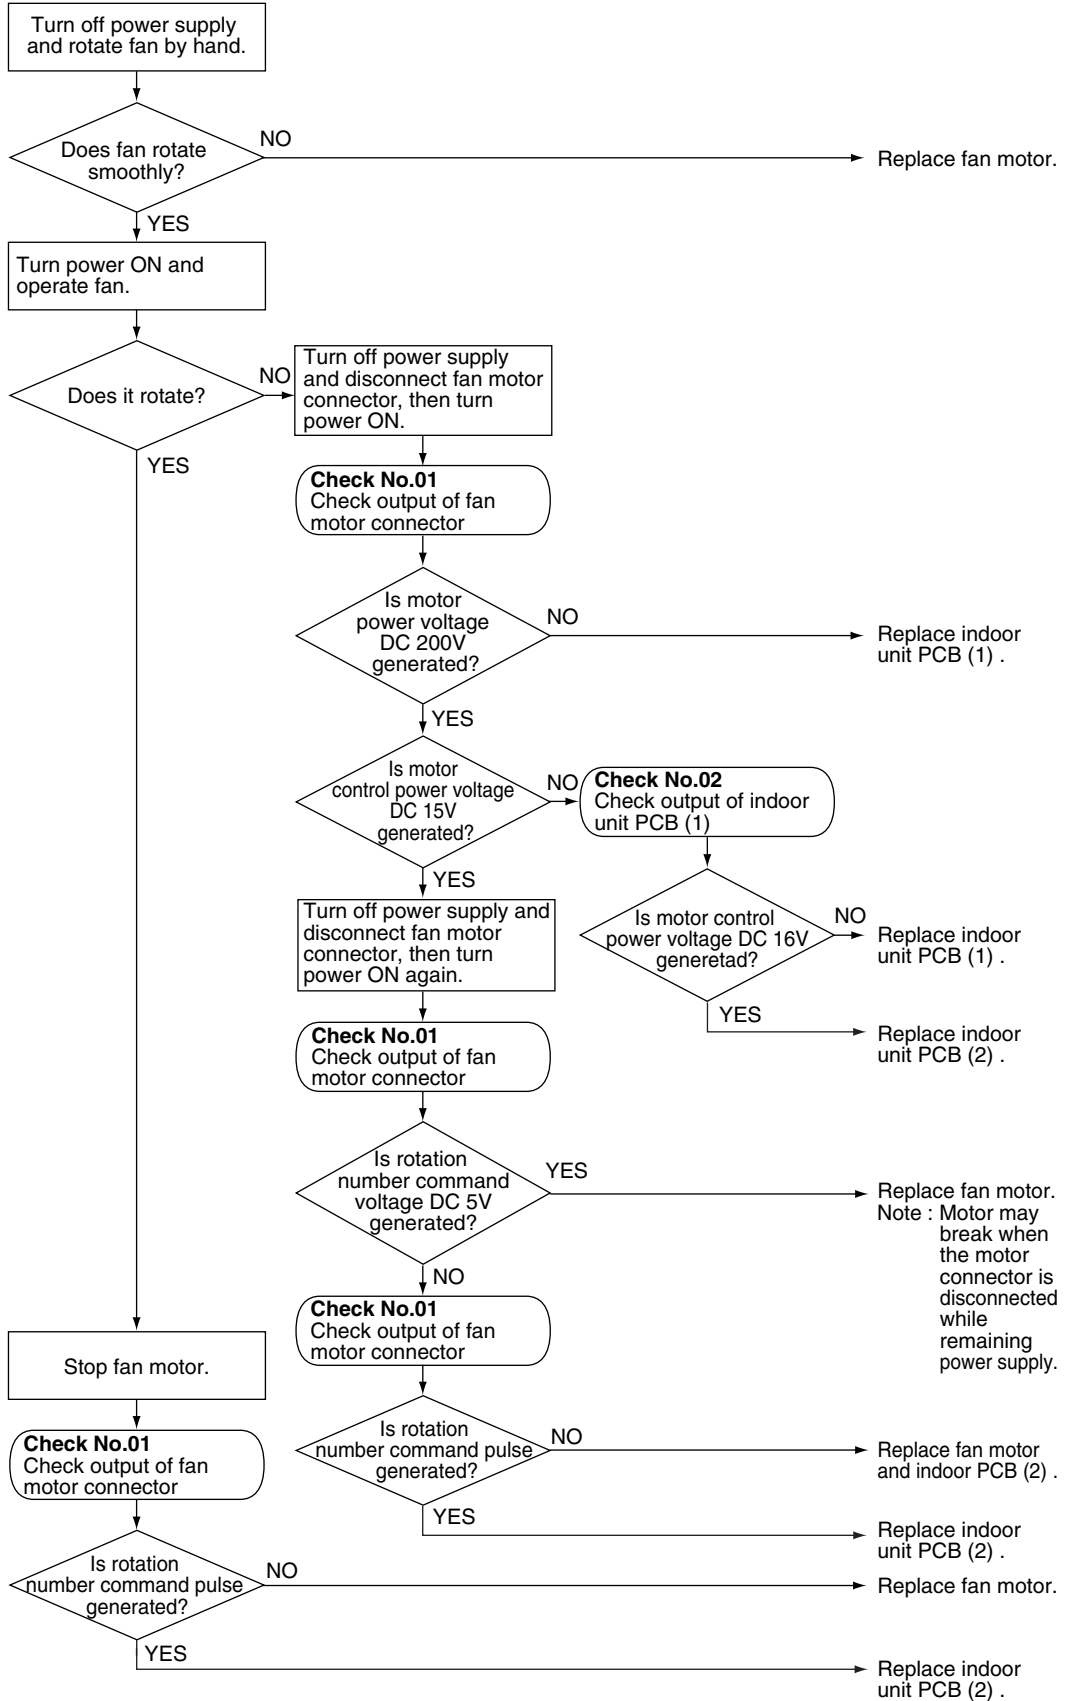 Turn off power supply
and rotate fan by hand.
Does fan rotate
smoothly?
NO
Replace fan motor.
YES
Turn power ON and
operate fan.
Does it rotate?
NO
Turn off power supply
and disconnect fan motor
connector, then turn
power ON.
YES
Check No.01
Check output of fan
motor connector
Is motor
power voltage
DC 200V
generated?
NO
Replace indoor
unit PCB (1) .
YES
Is motor
control power voltage
DC 15V
generated?
NO
Check No.02
Check output of indoor
unit PCB (1)
YES
Turn off power supply and
disconnect fan motor
connector, then turn
power ON again.
Is motor control
power voltage DC 16V
generetad?
NO
Replace indoor
unit PCB (1) .
YES
Replace indoor
unit PCB (2) .
Check No.01
Check output of fan
motor connector
Is rotation
number command
voltage DC 5V
generated?
YES
Replace fan motor.
Note : Motor may
break when
the motor
connector is
disconnected
while
remaining
power supply.
NO
Check No.01
Check output of fan
motor connector
Stop fan motor.
Is rotation
number command pulse
generated?
NO
Replace fan motor
and indoor PCB (2) .
YES
Replace indoor
unit PCB (2) .
Check No.01
Check output of fan
motor connector
Is rotation
number command pulse
generated?
NO
Replace fan motor.
YES
Replace indoor
unit PCB (2) .